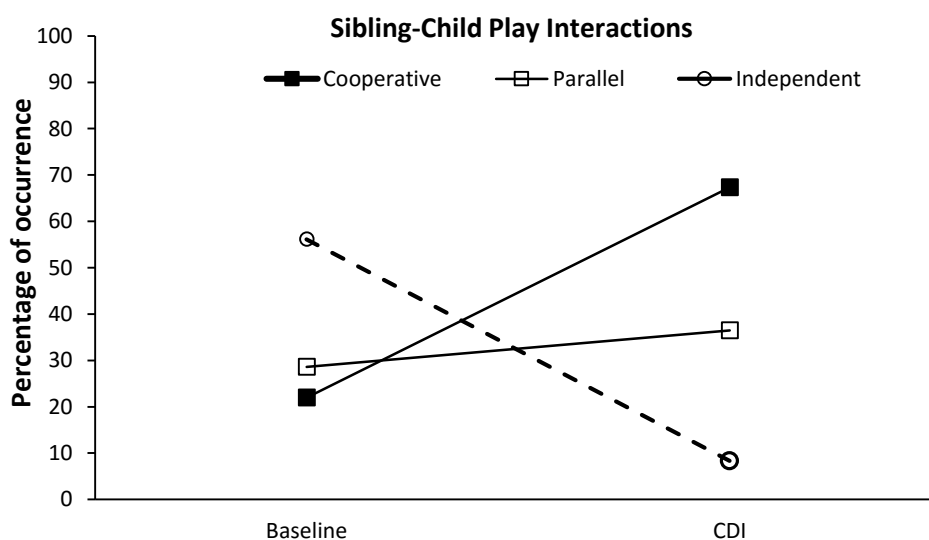 Sibling-Child Play Interactions
Cooperative Parallel Independent
Percentage of occurrence
100
90
80
70
60
50
40
30
20
10
0
Baseline CDI